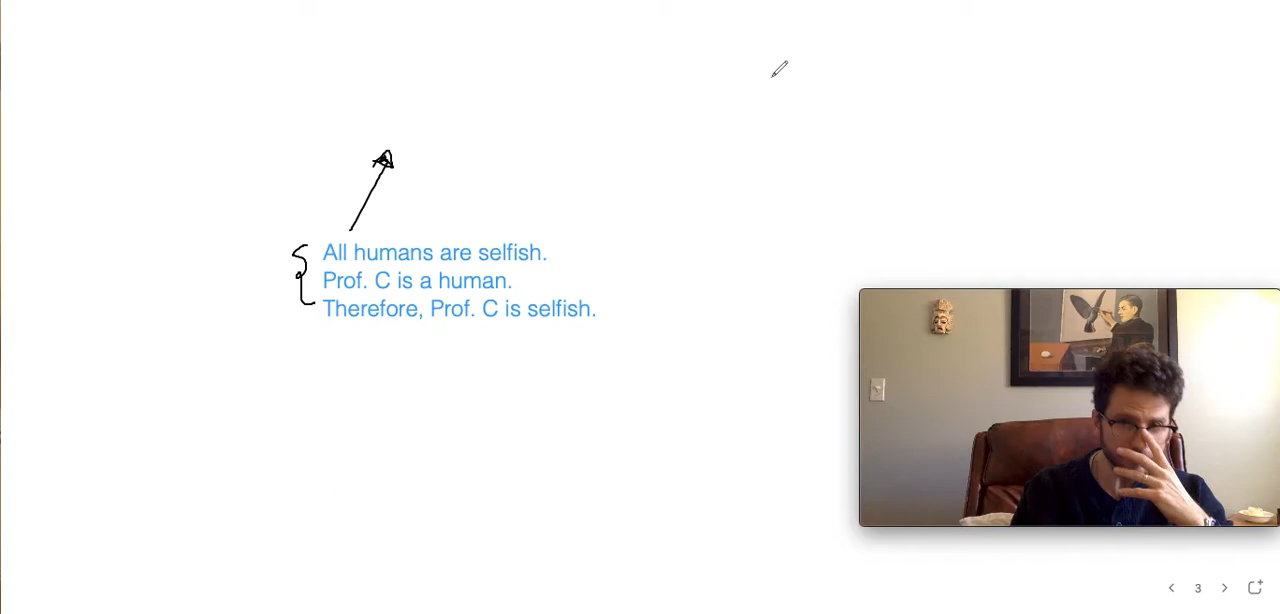 All humans are selfish.
Prof. C is a human.
Therefore, Prof. C is selfish.
3